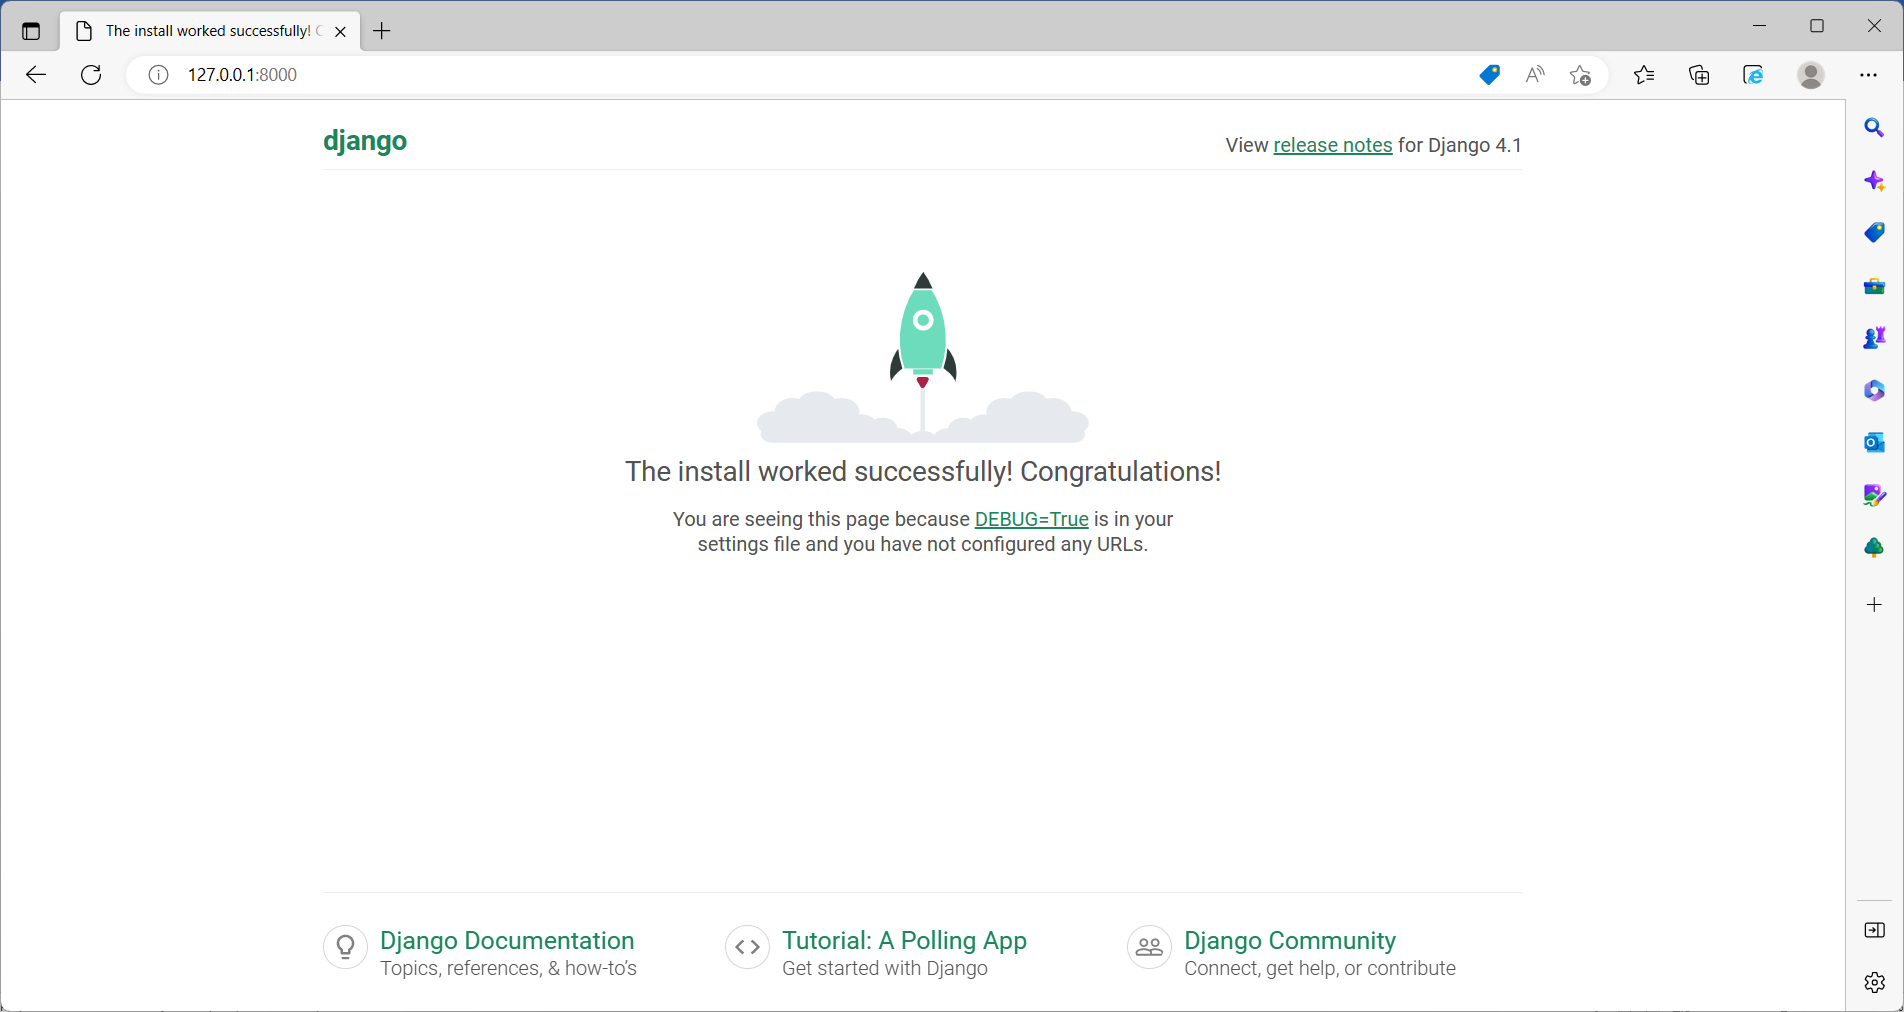 The install worked successfully! C
127.0.0.1:8000
django
View release notes for Django 4.1
The install worked successfully! Congratulations!
You are seeing this page because DEBUG=True is in your
settings file and you have not configured any URLs.
Django Documentation
Topics, references, & how-to’s
Tutorial: A Polling App
Get started with Django
Django Community
Connect, get help, or contribute